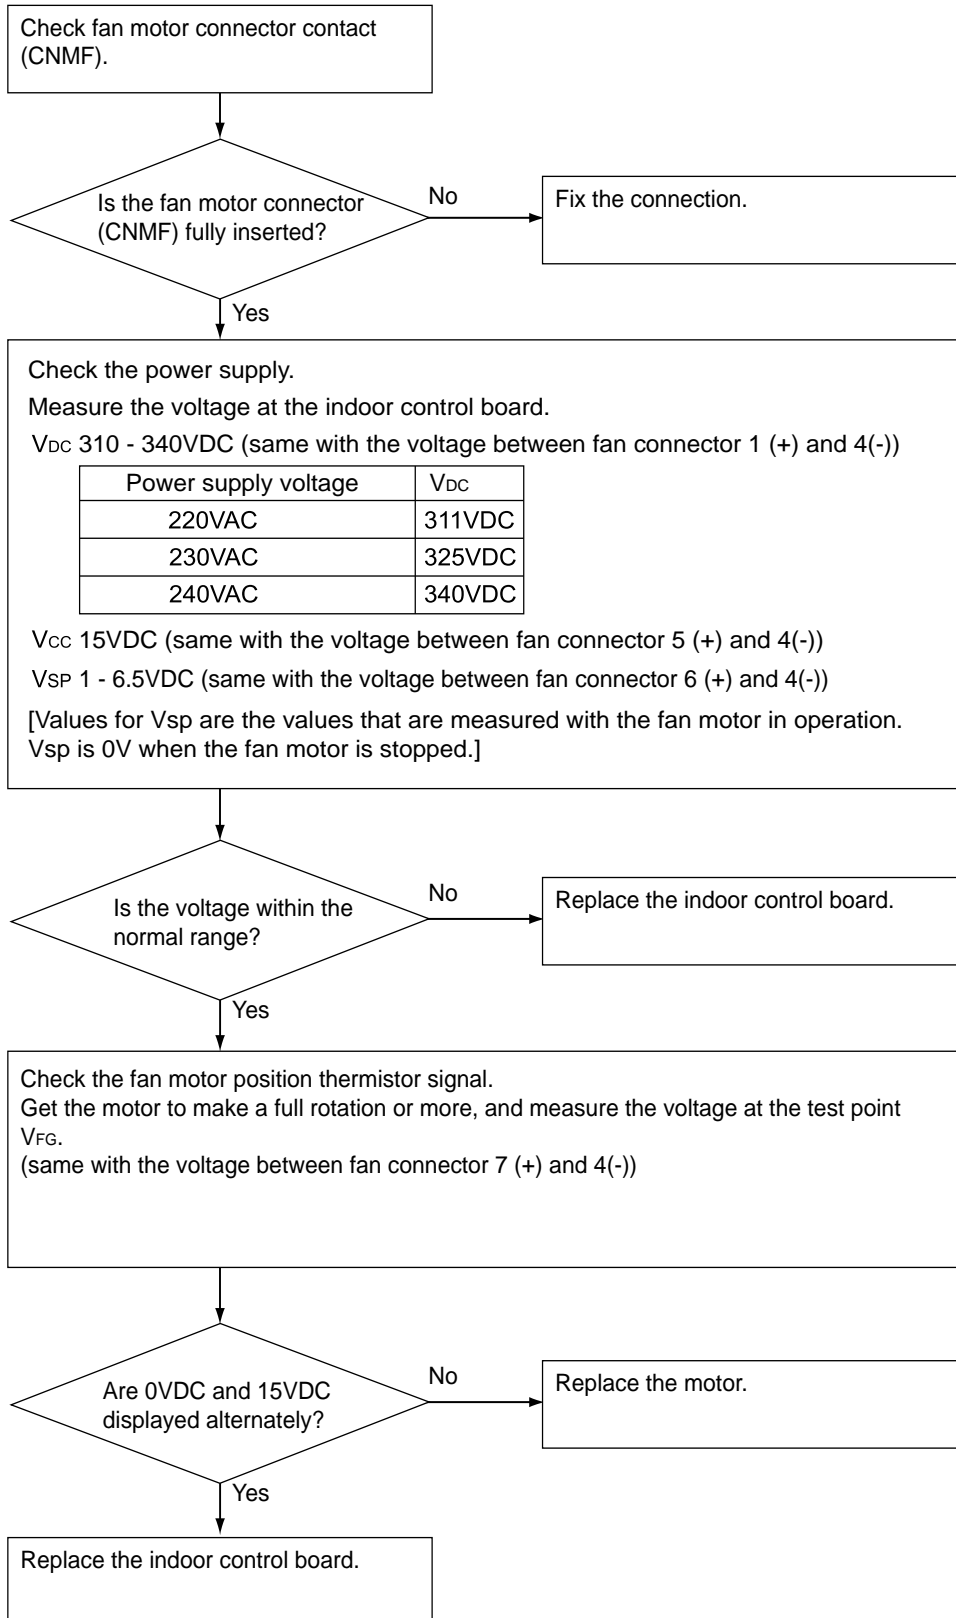 Check fan motor connector contact
(CNMF).
Is the fan motor connector
(CNMF) fully inserted?
No
Fix the connection.
Yes
Check the power supply.
Measure the voltage at the indoor control board.
VDC 310 - 340VDC (same with the voltage between fan connector 1 (+) and 4(-))
Power supply voltage VDC
220VAC 311VDC
230VAC 325VDC
240VAC 340VDC
VCC 15VDC (same with the voltage between fan connector 5 (+) and 4(-))
VSP 1 - 6.5VDC (same with the voltage between fan connector 6 (+) and 4(-))
[Values for Vsp are the values that are measured with the fan motor in operation.
Vsp is 0V when the fan motor is stopped.]
Is the voltage within the
normal range?
No
Replace the indoor control board.
Yes
Check the fan motor position thermistor signal.
Get the motor to make a full rotation or more, and measure the voltage at the test point
VFG.
(same with the voltage between fan connector 7 (+) and 4(-))
Are 0VDC and 15VDC
displayed alternately?
No
Replace the motor.
Yes
Replace the indoor control board.